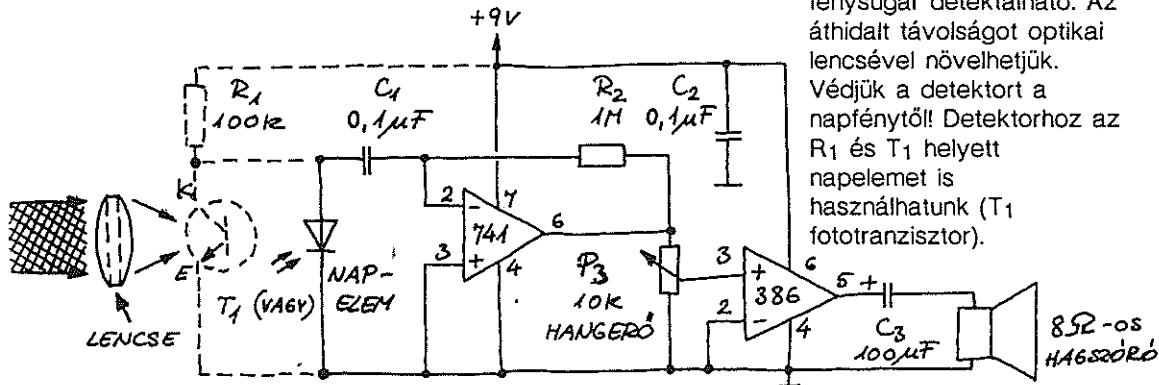 +9V
fénysugár detektálható. Az
áthidalt távolságot optikai
lencsével növelhetjük.
Védjük a detektort a
napfénytől! Detektorhoz az
R1 és T1 helyett
napelemet is
használhatunk (T1
fototranzisztor).
R1
100k
C1
0,1µF
R2
1M
C2
0,1µF
K
E
LENCSE
T1 (VAGY)
NAP-
ELEM
2
-
3
+
741
7
6
4
P3
10k
HANGERŐ
3
+
2
-
386
6
5
+
4
C3
100µF
8Ω-os
HAGSZÓRÓ